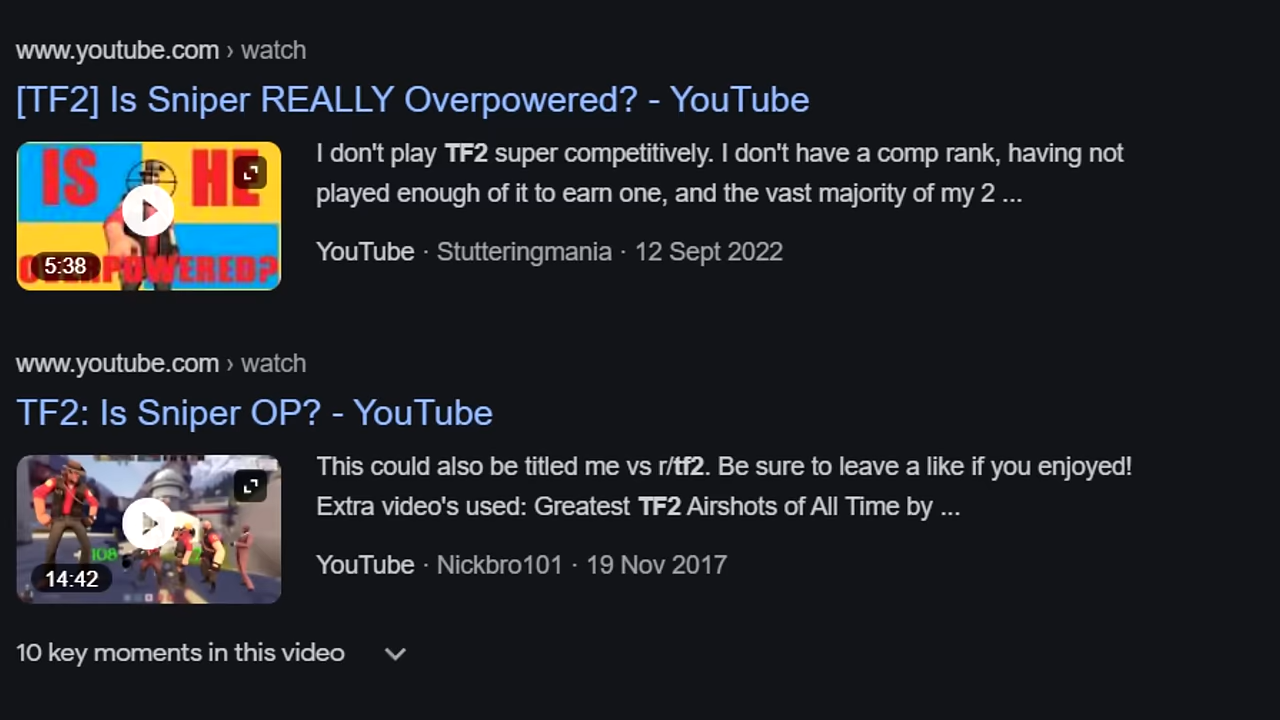 www.youtube.com › watch
[TF2] Is Sniper REALLY Overpowered? - YouTube
IS HE
OVERPOWERED?
5:38
I don't play TF2 super competitively. I don't have a comp rank, having not
played enough of it to earn one, and the vast majority of my 2 ...
YouTube · Stutteringmania · 12 Sept 2022
www.youtube.com › watch
TF2: Is Sniper OP? - YouTube
108
14:42
This could also be titled me vs r/tf2. Be sure to leave a like if you enjoyed!
Extra video's used: Greatest TF2 Airshots of All Time by ...
YouTube · Nickbro101 · 19 Nov 2017
10 key moments in this video